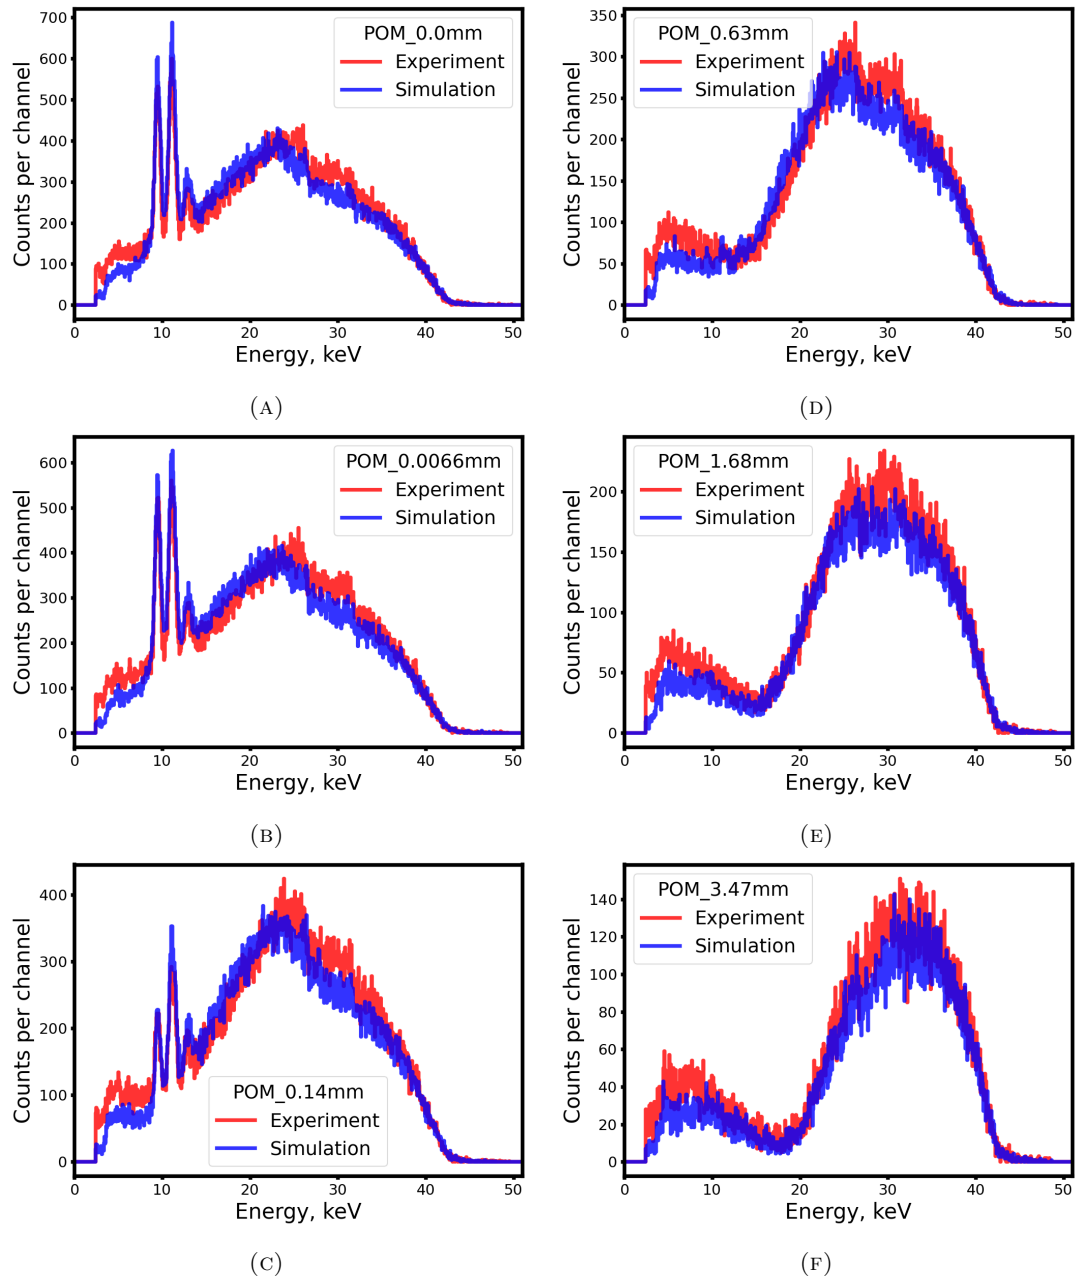 POM_0.0mm
Experiment
Simulation
Counts per channel
700
600
500
400
300
200
100
0
0 10 20 30 40 50
Energy, keV
(A)
POM_0.63mm
Experiment
Simulation
Counts per channel
350
300
250
200
150
100
50
0
0 10 20 30 40 50
Energy, keV
(D)
POM_0.0066mm
Experiment
Simulation
Counts per channel
600
500
400
300
200
100
0
0 10 20 30 40 50
Energy, keV
(B)
POM_1.68mm
Experiment
Simulation
Counts per channel
200
150
100
50
0
0 10 20 30 40 50
Energy, keV
(E)
POM_0.14mm
Experiment
Simulation
Counts per channel
400
300
200
100
0
0 10 20 30 40 50
Energy, keV
(C)
POM_3.47mm
Experiment
Simulation
Counts per channel
140
120
100
80
60
40
20
0
0 10 20 30 40 50
Energy, keV
(F)